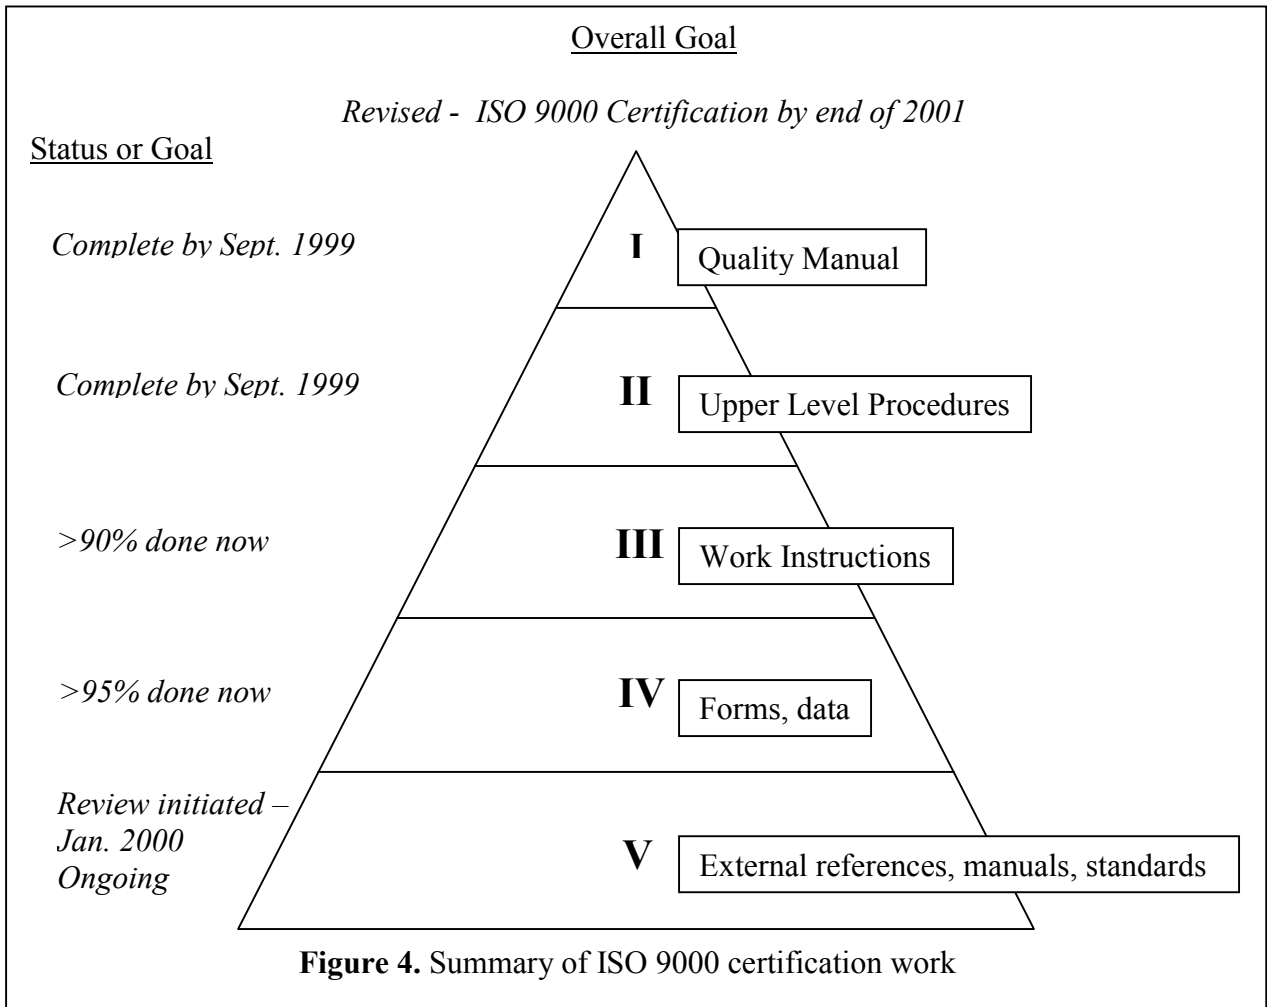 Overall Goal
Revised -  ISO 9000 Certification by end of 2001
Status or Goal
Complete by Sept. 1999
I
Quality Manual
Complete by Sept. 1999
II
Upper Level Procedures
>90% done now
III
Work Instructions
>95% done now
IV
Forms, data
Review initiated –
Jan. 2000
Ongoing
V
External references, manuals, standards
Figure 4. Summary of ISO 9000 certification work